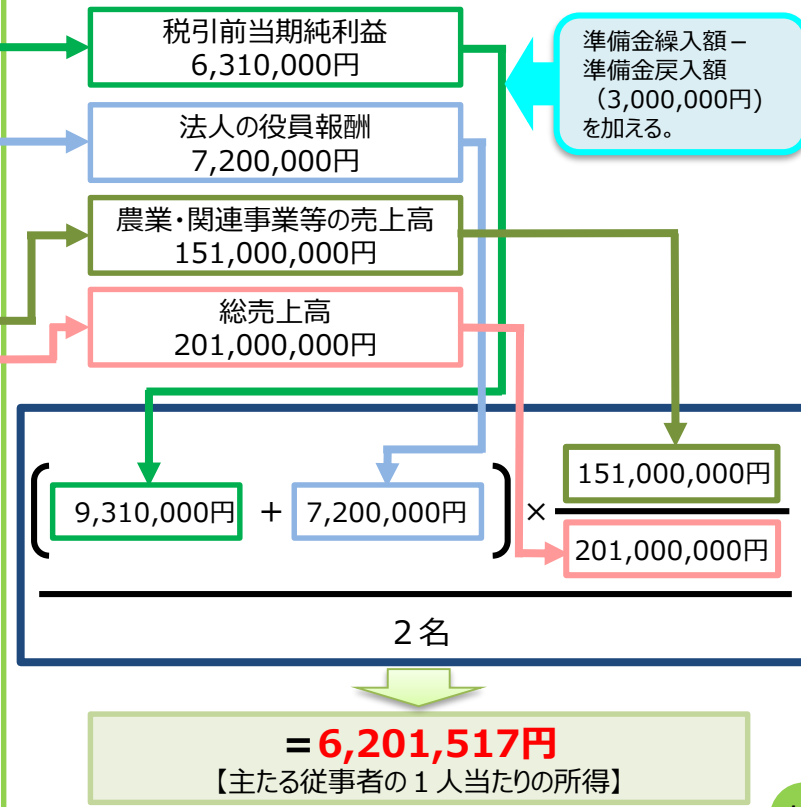 税引前当期純利益
6,310,000円
準備金繰入額－
準備金戻入額
（3,000,000円)
を加える。
法人の役員報酬
7,200,000円
農業・関連事業等の売上高
151,000,000円
総売上高
201,000,000円
9,310,000円 + 7,200,000円 × 151,000,000円
201,000,000円
２名
＝6,201,517円
【主たる従事者の１人当たりの所得】